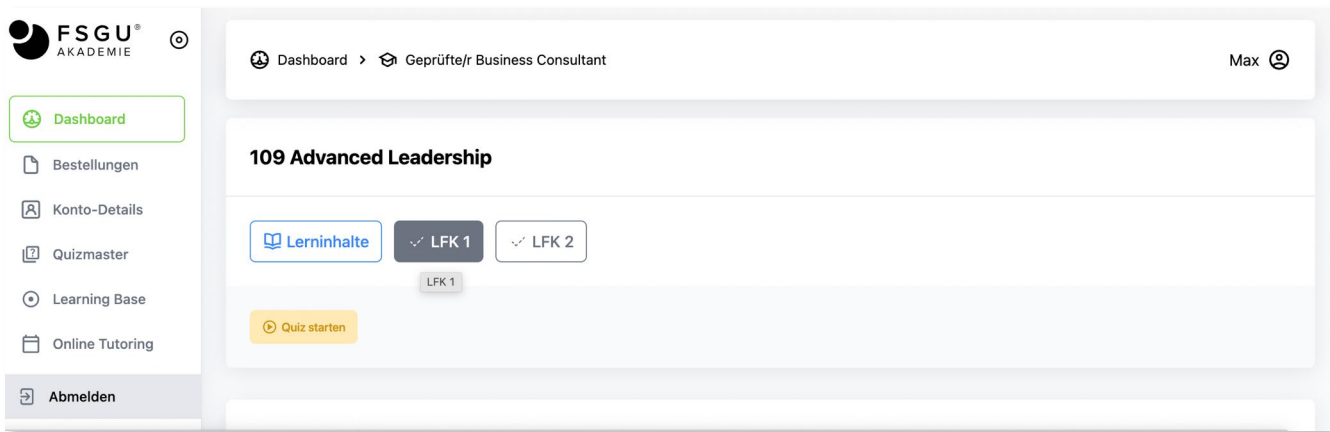 FSGU®
AKADEMIE
Dashboard
Bestellungen
Konto-Details
Quizmaster
Learning Base
Online Tutoring
Abmelden
Dashboard > Geprüfte/r Business Consultant
Max
109 Advanced Leadership
Lerninhalte LFK 1 LFK 2
LFK 1
Quiz starten